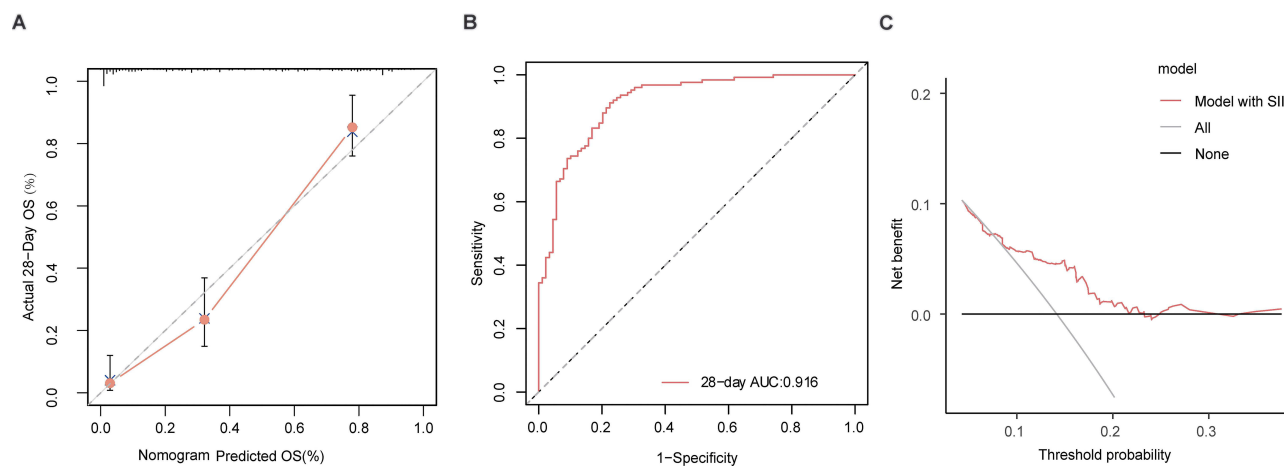 A
Actual 28-Day OS (%)
1.0
0.8
0.6
0.4
0.2
0.0
0.0 0.2 0.4 0.6 0.8 1.0
Nomogram Predicted OS(%)
B
Sensitivity
1.0
0.8
0.6
0.4
0.2
0.0
28-day AUC:0.916
0.0 0.2 0.4 0.6 0.8 1.0
1-Specificity
C
model
Model with SII
All
None
Net benefit
0.2
0.1
0.0
0.1 0.2 0.3
Threshold probability